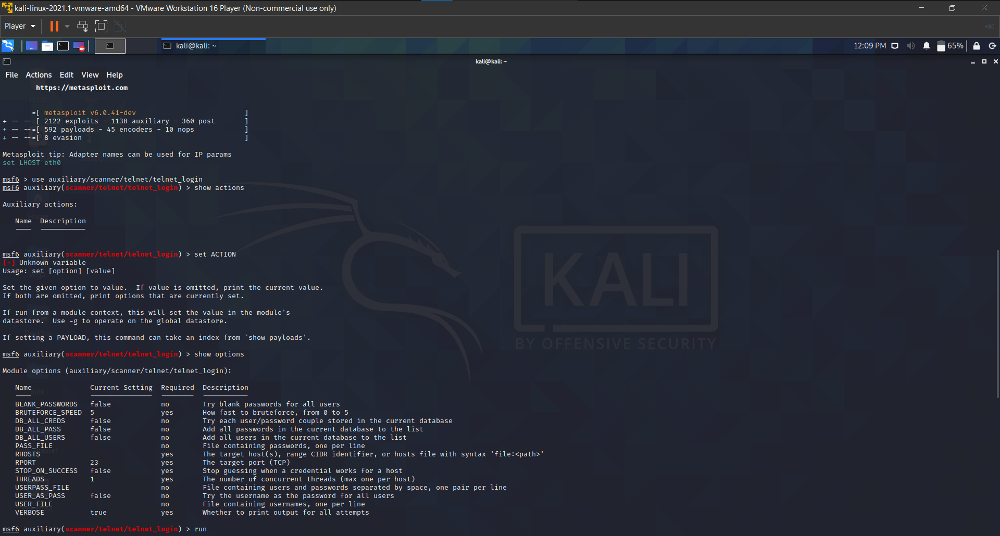 kali-linux-2021.1-vmware-amd64 - VMware Workstation 16 Player (Non-commercial use only)
Player
kali@kali: ~
12:09 PM
65%
kali@kali: ~
File Actions Edit View Help
https://metasploit.com
=[ metasploit v6.0.41-dev ]
+ -- --=[ 2122 exploits - 1138 auxiliary - 360 post ]
+ -- --=[ 592 payloads - 45 encoders - 10 nops ]
+ -- --=[ 8 evasion ]
Metasploit tip: Adapter names can be used for IP params
set LHOST eth0
msf6 > use auxiliary/scanner/telnet/telnet_login
msf6 auxiliary(scanner/telnet/telnet_login) > show actions
Auxiliary actions:
Name Description
msf6 auxiliary(scanner/telnet/telnet_login) > set ACTION
[-] Unknown variable
Usage: set [option] [value]
Set the given option to value.  If value is omitted, print the current value.
If both are omitted, print options that are currently set.
If run from a module context, this will set the value in the module's
datastore.  Use -g to operate on the global datastore.
If setting a PAYLOAD, this command can take an index from `show payloads'.
msf6 auxiliary(scanner/telnet/telnet_login) > show options
Module options (auxiliary/scanner/telnet/telnet_login):
Name Current Setting Required Description
BLANK_PASSWORDS false no Try blank passwords for all users
BRUTEFORCE_SPEED 5 yes How fast to bruteforce, from 0 to 5
DB_ALL_CREDS false no Try each user/password couple stored in the current database
DB_ALL_PASS false no Add all passwords in the current database to the list
DB_ALL_USERS false no Add all users in the current database to the list
PASS_FILE no File containing passwords, one per line
RHOSTS yes The target host(s), range CIDR identifier, or hosts file with syntax 'file:<path>'
RPORT 23 yes The target port (TCP)
STOP_ON_SUCCESS false yes Stop guessing when a credential works for a host
THREADS 1 yes The number of concurrent threads (max one per host)
USERPASS_FILE no File containing users and passwords separated by space, one pair per line
USER_AS_PASS false no Try the username as the password for all users
USER_FILE no File containing usernames, one per line
VERBOSE true yes Whether to print output for all attempts
msf6 auxiliary(scanner/telnet/telnet_login) > run
KALI
BY OFFENSIVE SECURITY
Trash
Home
Desktop